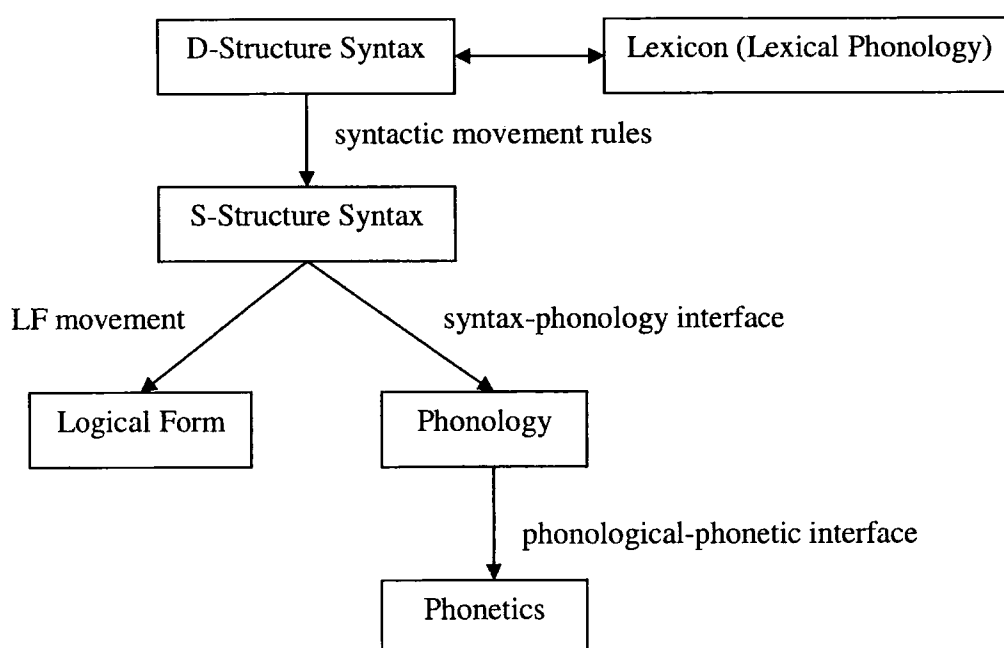 D-Structure Syntax
Lexicon (Lexical Phonology)
syntactic movement rules
S-Structure Syntax
LF movement
syntax-phonology interface
Logical Form
Phonology
phonological-phonetic interface
Phonetics